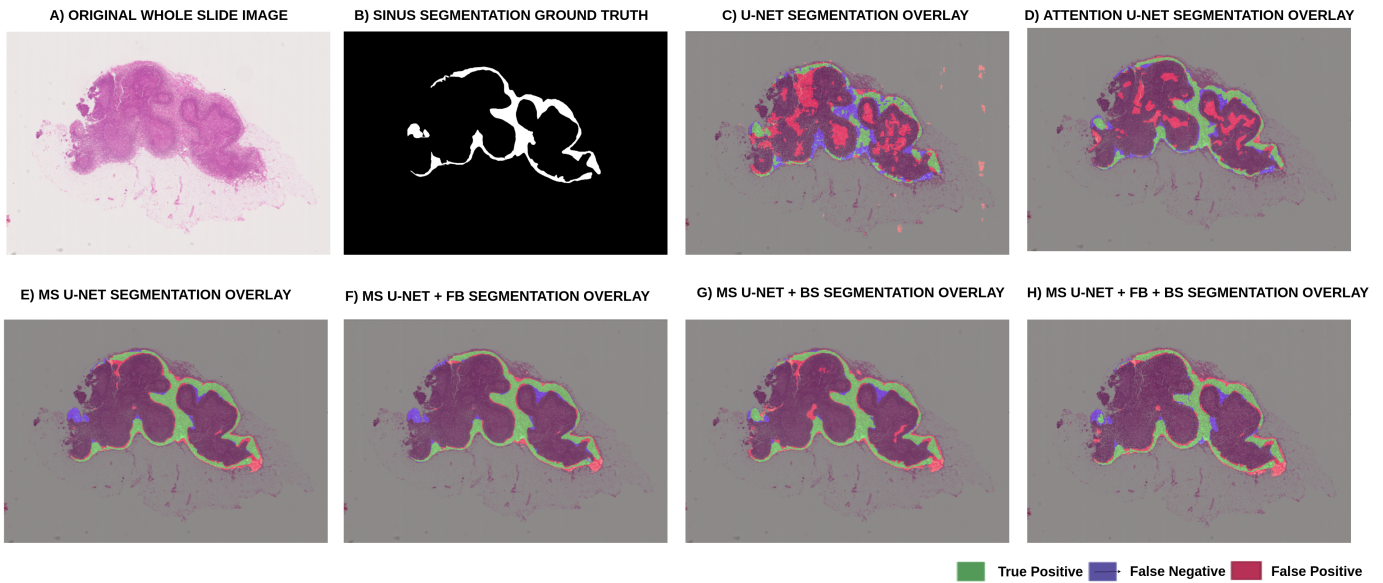 A) ORIGINAL WHOLE SLIDE IMAGE
B) SINUS SEGMENTATION GROUND TRUTH
C) U-NET SEGMENTATION OVERLAY
D) ATTENTION U-NET SEGMENTATION OVERLAY
E) MS U-NET SEGMENTATION OVERLAY
F) MS U-NET + FB SEGMENTATION OVERLAY
G) MS U-NET + BS SEGMENTATION OVERLAY
H) MS U-NET + FB + BS SEGMENTATION OVERLAY
True Positive
False Negative
False Positive